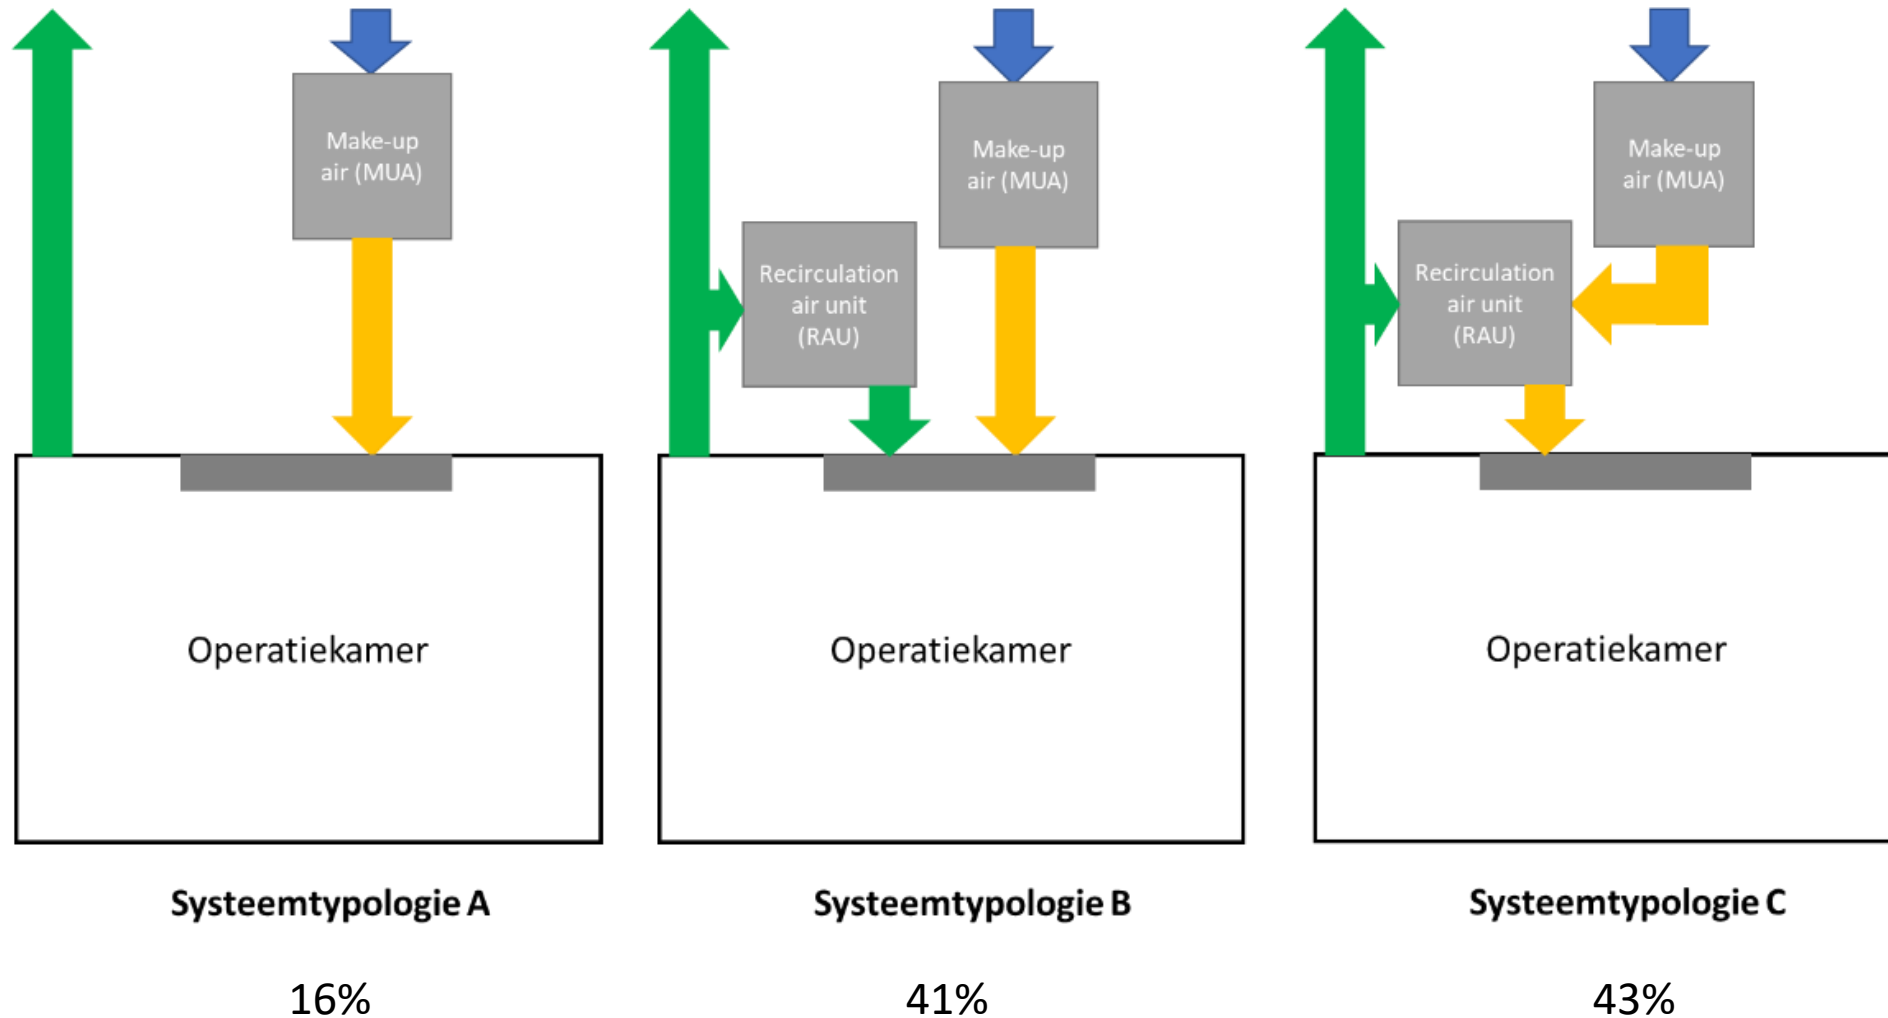 Make-up
air (MUA)
Make-up
air (MUA)
Recirculation
air unit
(RAU)
Make-up
air (MUA)
Recirculation
air unit
(RAU)
Operatiekamer
Operatiekamer
Operatiekamer
Systeemtypologie A
Systeemtypologie B
Systeemtypologie C
16%
41%
43%